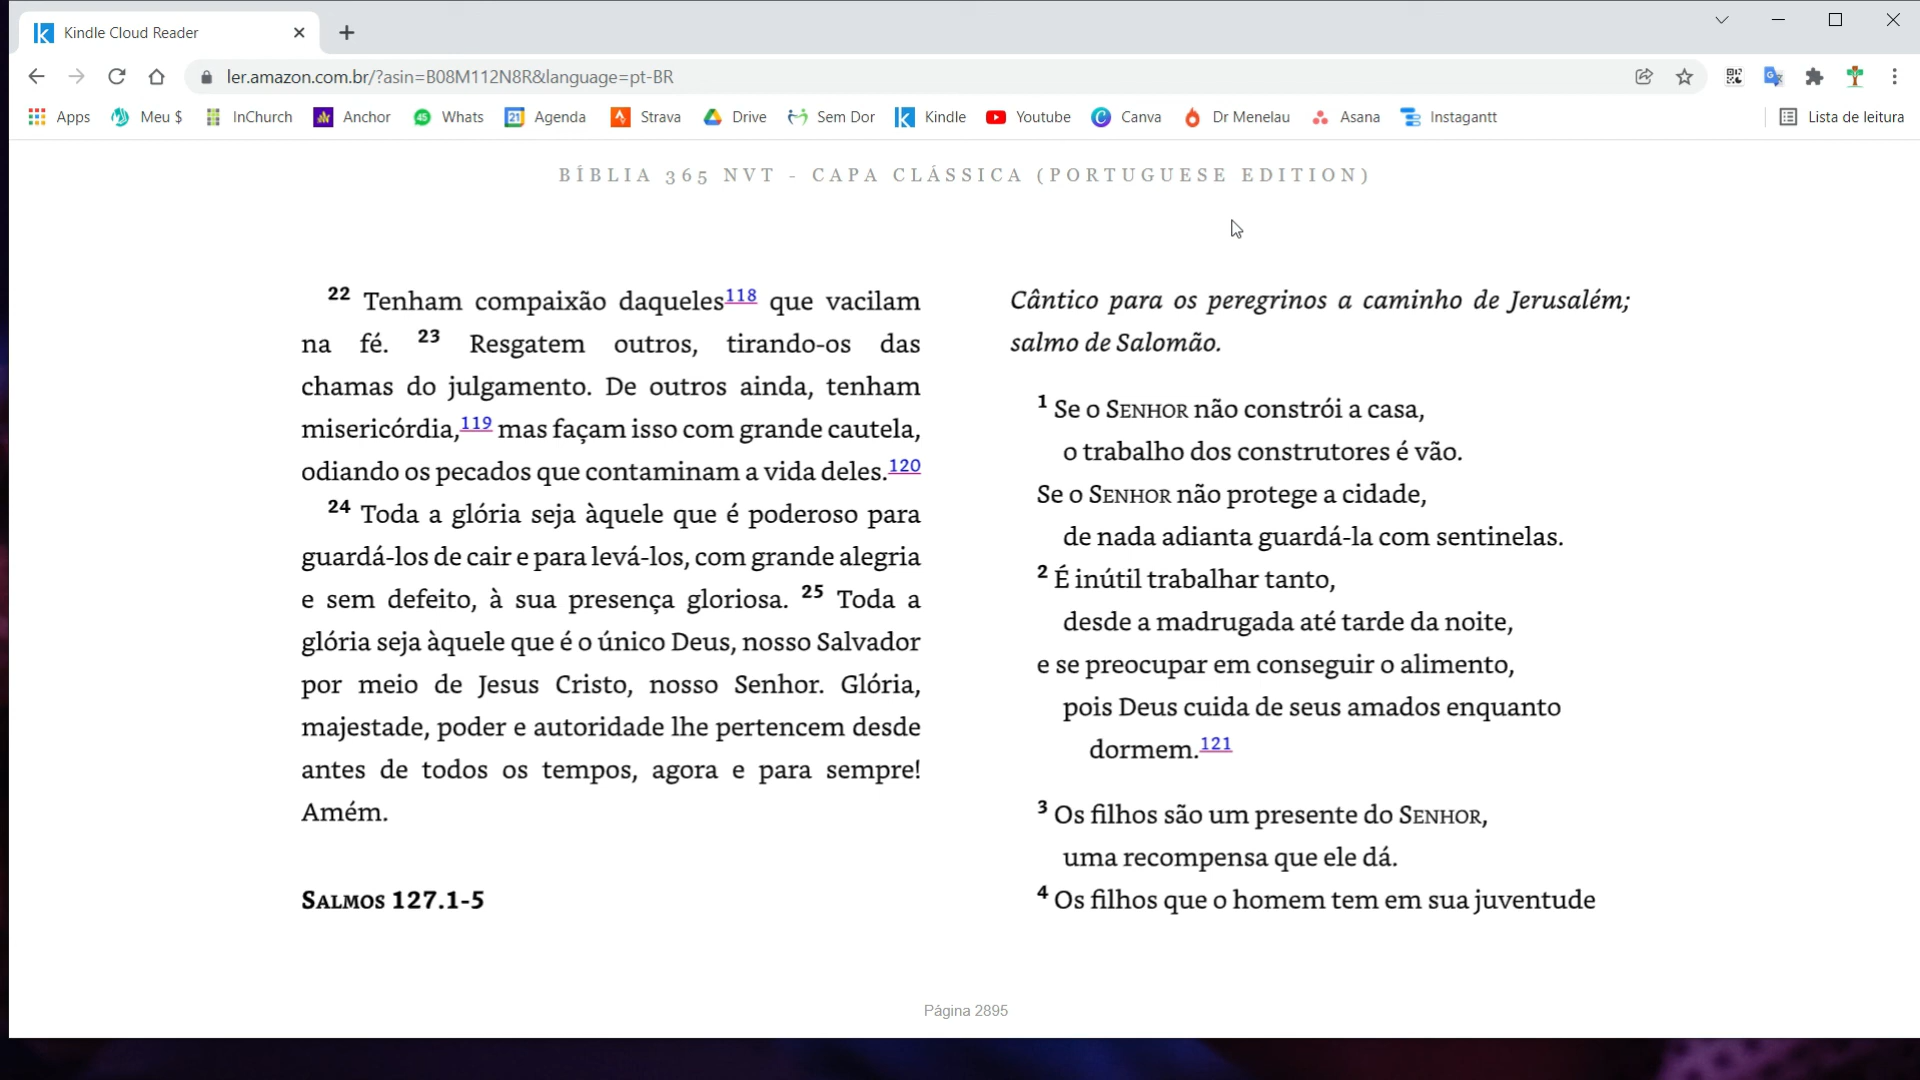 Kindle Cloud Reader
ler.amazon.com.br/?asin=B08M112N8R&language=pt-BR
Apps Meu $ InChurch Anchor 45 Whats 21 Agenda Strava Drive Sem Dor Kindle Youtube Canva Dr Menelau Asana Instagantt Lista de leitura
BÍBLIA 365 NVT - CAPA CLÁSSICA (PORTUGUESE EDITION)
22 Tenham compaixão daqueles118 que vacilam
na fé. 23 Resgatem outros, tirando-os das
chamas do julgamento. De outros ainda, tenham
misericórdia,119 mas façam isso com grande cautela,
odiando os pecados que contaminam a vida deles.120
24 Toda a glória seja àquele que é poderoso para
guardá-los de cair e para levá-los, com grande alegria
e sem defeito, à sua presença gloriosa. 25 Toda a
glória seja àquele que é o único Deus, nosso Salvador
por meio de Jesus Cristo, nosso Senhor. Glória,
majestade, poder e autoridade lhe pertencem desde
antes de todos os tempos, agora e para sempre!
Amém.
SALMOS 127.1-5
Cântico para os peregrinos a caminho de Jerusalém;
salmo de Salomão.
1 Se o SENHOR não constrói a casa,
o trabalho dos construtores é vão.
Se o SENHOR não protege a cidade,
de nada adianta guardá-la com sentinelas.
2 É inútil trabalhar tanto,
desde a madrugada até tarde da noite,
e se preocupar em conseguir o alimento,
pois Deus cuida de seus amados enquanto
dormem.121
3 Os filhos são um presente do SENHOR,
uma recompensa que ele dá.
4 Os filhos que o homem tem em sua juventude
Página 2895